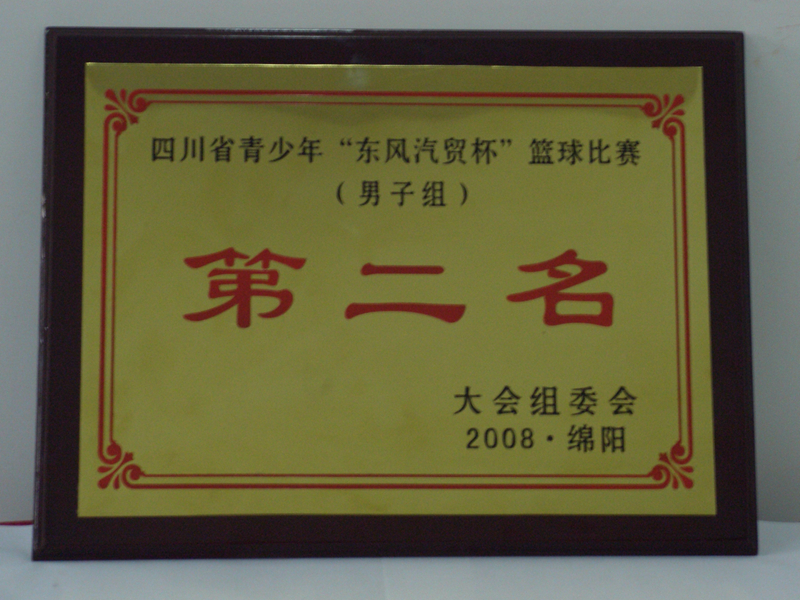 四川省青少年“东风汽贸杯”篮球比赛
（男子组）
第二名
大会组委会
2008·绵阳